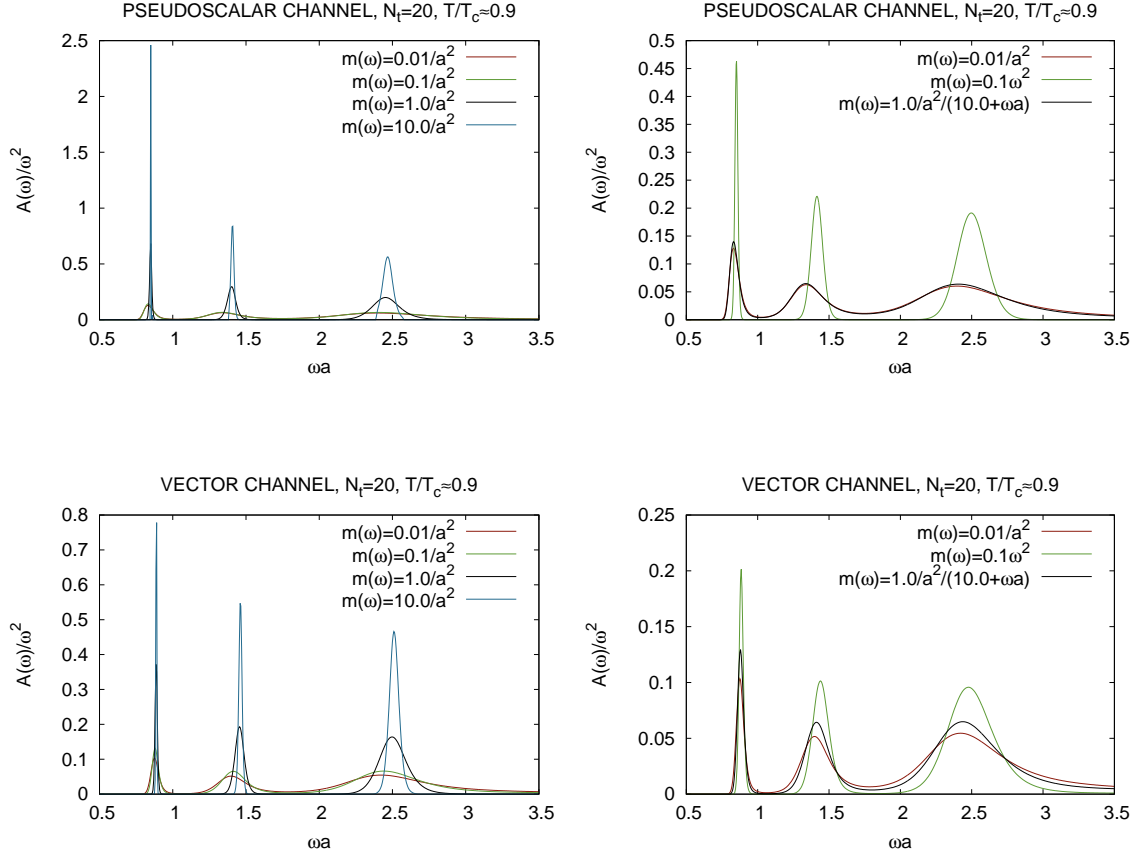 PSEUDOSCALAR CHANNEL, N_t=20, T/T_c≈0.9
A(ω)/ω^2
2.5
2
1.5
1
0.5
0
m(ω)=0.01/a^2
m(ω)=0.1/a^2
m(ω)=1.0/a^2
m(ω)=10.0/a^2
0.5 1 1.5 2 2.5 3 3.5
ωa
PSEUDOSCALAR CHANNEL, N_t=20, T/T_c≈0.9
A(ω)/ω^2
0.5
0.45
0.4
0.35
0.3
0.25
0.2
0.15
0.1
0.05
0
m(ω)=0.01/a^2
m(ω)=0.1ω^2
m(ω)=1.0/a^2/(10.0+ωa)
0.5 1 1.5 2 2.5 3 3.5
ωa
VECTOR CHANNEL, N_t=20, T/T_c≈0.9
A(ω)/ω^2
0.8
0.7
0.6
0.5
0.4
0.3
0.2
0.1
0
m(ω)=0.01/a^2
m(ω)=0.1/a^2
m(ω)=1.0/a^2
m(ω)=10.0/a^2
0.5 1 1.5 2 2.5 3 3.5
ωa
VECTOR CHANNEL, N_t=20, T/T_c≈0.9
A(ω)/ω^2
0.25
0.2
0.15
0.1
0.05
0
m(ω)=0.01/a^2
m(ω)=0.1ω^2
m(ω)=1.0/a^2/(10.0+ωa)
0.5 1 1.5 2 2.5 3 3.5
ωa